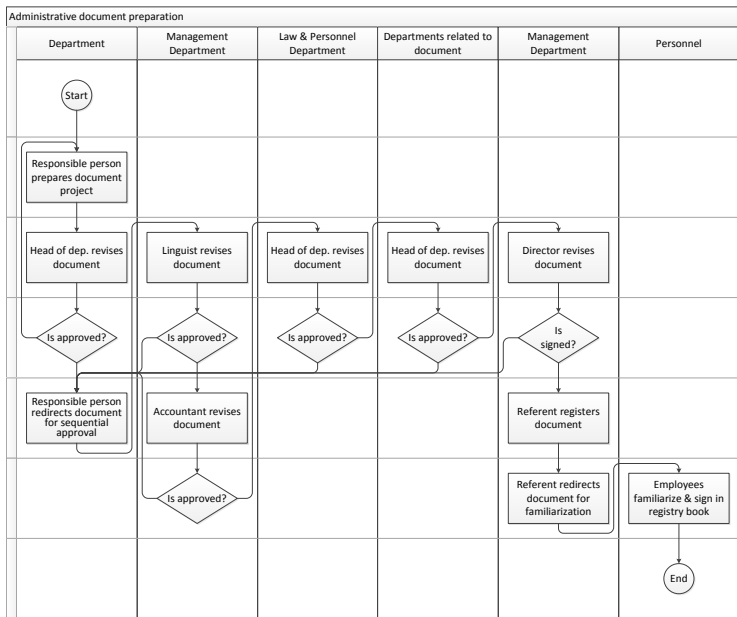 Administrative document preparation
Department
Management
Department
Law & Personnel
Department
Departments related to
document
Management
Department
Personnel
Start
Responsible person
prepares document
project
Head of dep. revises
document
Linguist revises
document
Head of dep. revises
document
Head of dep. revises
document
Director revises
document
Is approved?
Is approved?
Is approved?
Is approved?
Is
signed?
Responsible person
redirects document
for sequential
approval
Accountant revises
document
Referent registers
document
Is approved?
Referent redirects
document for
familiarization
Employees
familiarize & sign in
registry book
End